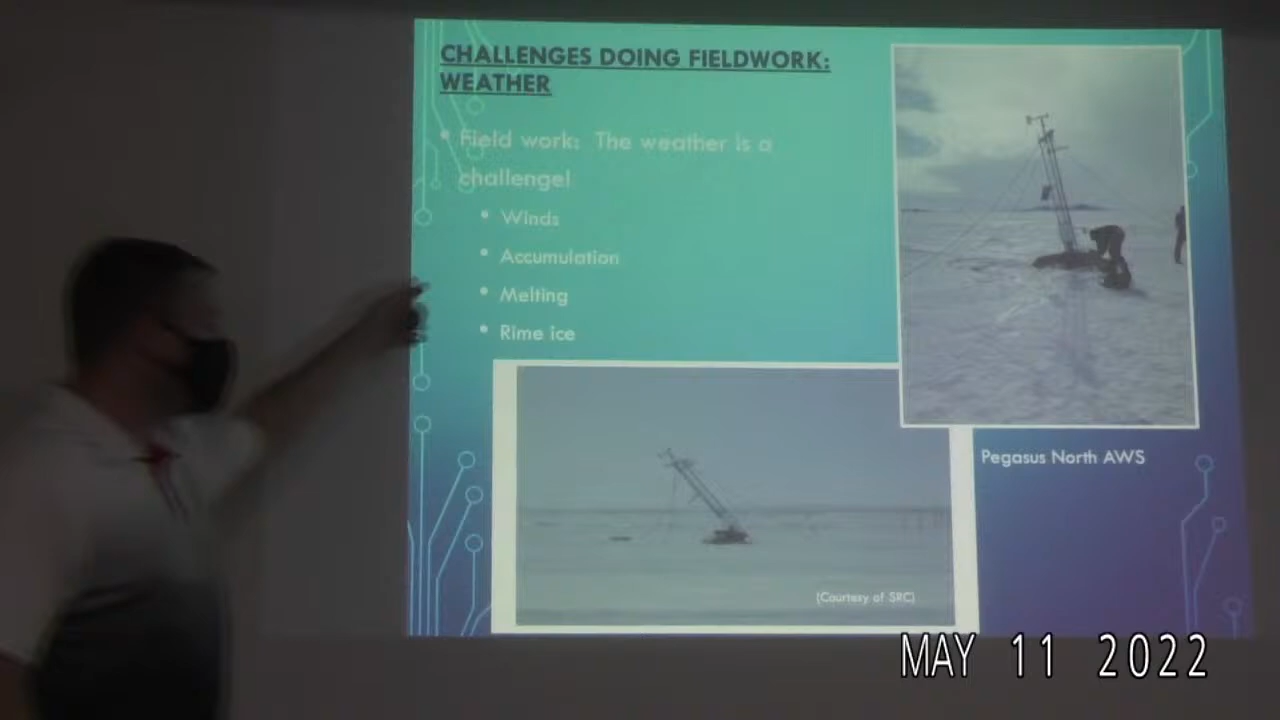 CHALLENGES DOING FIELDWORK:
WEATHER
• Field work: The weather is a
challenge!
• Winds
• Accumulation
• Melting
• Rime ice
Pegasus North AWS
(Courtesy of SRC)
MAY 11 2022